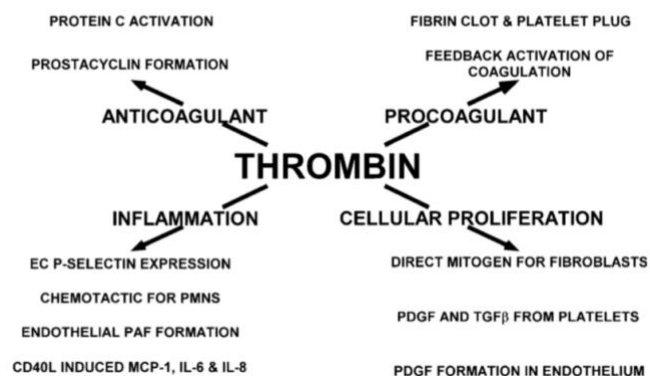 PROTEIN C ACTIVATION
FIBRIN CLOT & PLATELET PLUG
PROSTACYCLIN FORMATION
FEEDBACK ACTIVATION OF
COAGULATION
ANTICOAGULANT
PROCOAGULANT
THROMBIN
INFLAMMATION
CELLULAR PROLIFERATION
EC P-SELECTIN EXPRESSION
DIRECT MITOGEN FOR FIBROBLASTS
CHEMOTACTIC FOR PMNS
PDGF AND TGFβ FROM PLATELETS
ENDOTHELIAL PAF FORMATION
CD40L INDUCED MCP-1, IL-6 & IL-8
PDGF FORMATION IN ENDOTHELIUM